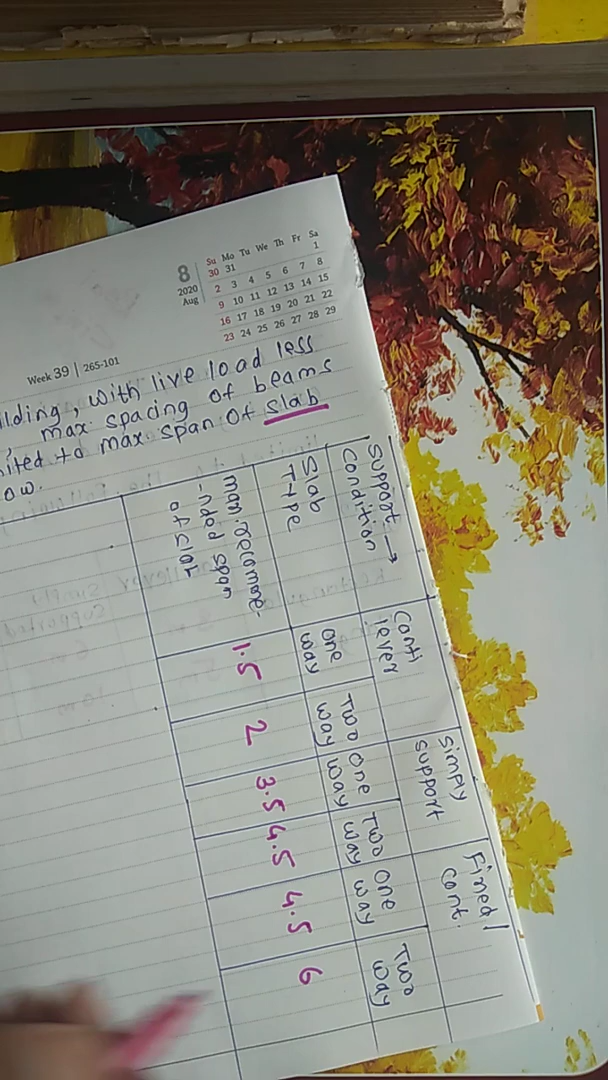 8
2020
Aug
Su Mo Tu We Th Fr Sa
30 31 1
2 3 4 5 6 7 8
9 10 11 12 13 14 15
16 17 18 19 20 21 22
23 24 25 26 27 28 29
Week 39 | 265-101
ilding, with live load less
max. spacing of beams
ited to max span of slab
ow.
Support →
Condition
Canti
lever
Simply
support
Fined/
Cont.
Slab
Type
one
way
Two
way
One
way
Two
way
One
way
Two
way
man. recomme-
-nded span
of slab
1.5
2
3.5
4.5
4.5
6